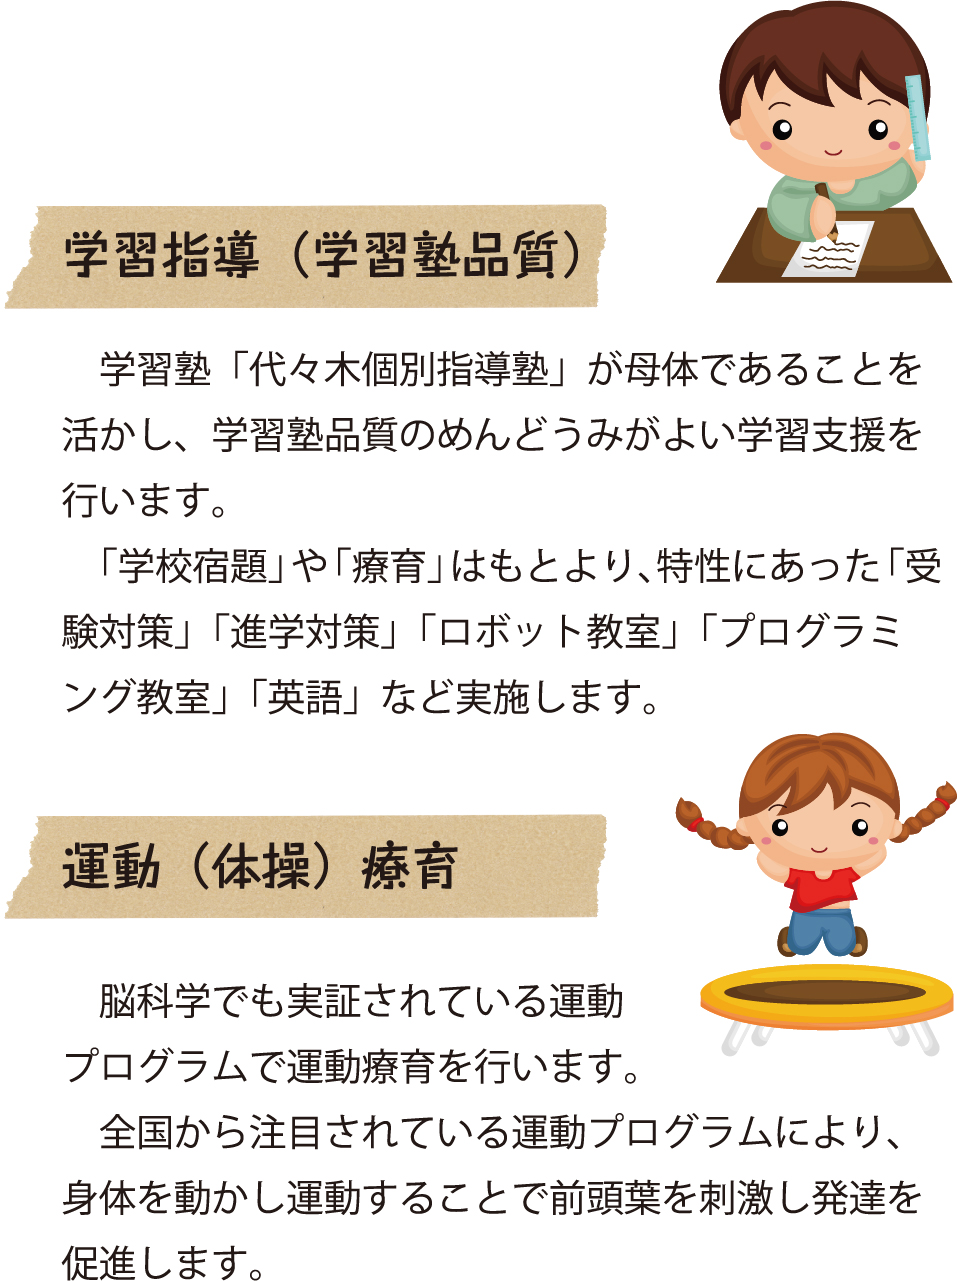 学習指導（学習塾品質）
学習塾「代々木個別指導塾」が母体であることを
活かし、学習塾品質のめんどうみがよい学習支援を
行います。
「学校宿題」や「療育」はもとより、特性にあった「受
験対策」「進学対策」「ロボット教室」「プログラミ
ング教室」「英語」など実施します。
運動（体操）療育
脳科学でも実証されている運動
プログラムで運動療育を行います。
全国から注目されている運動プログラムにより、
身体を動かし運動することで前頭葉を刺激し発達を
促進します。